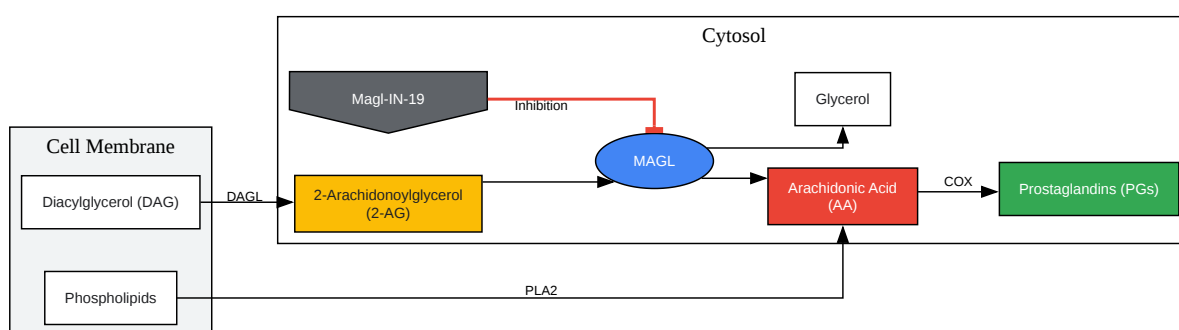 Cytosol
Magl-IN-19
Inhibition
Glycerol
Cell Membrane
MAGL
Diacylglycerol (DAG)
DAGL
2-Arachidonoylglycerol
(2-AG)
Arachidonic Acid
(AA)
COX
Prostaglandins (PGs)
Phospholipids
PLA2